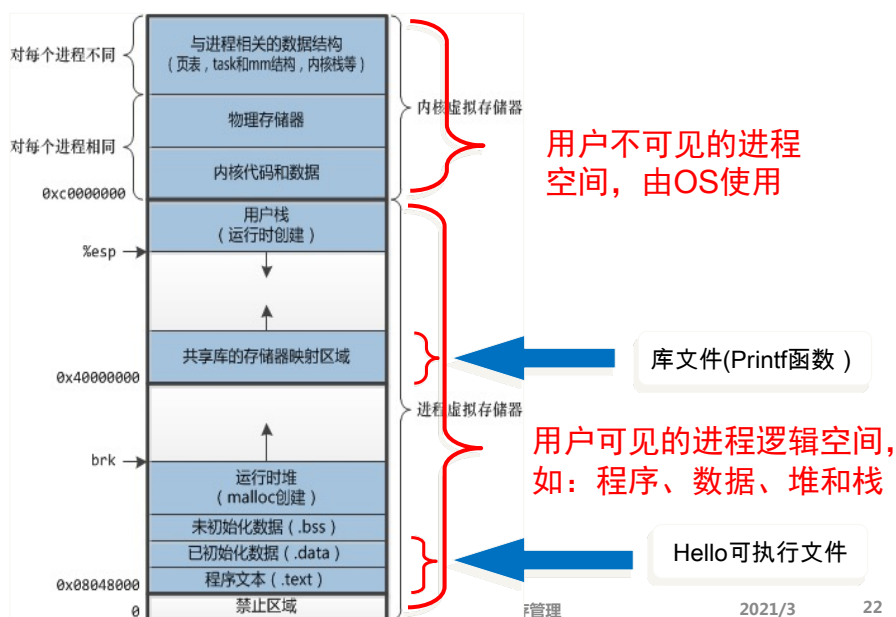 对每个进程不同
与进程相关的数据结构
（页表，task和mm结构，内核栈等）
物理存储器
内核虚拟存储器
对每个进程相同
内核代码和数据
0xc0000000
用户不可见的进程
空间，由OS使用
用户栈
（运行时创建）
%esp
共享库的存储器映射区域
0x40000000
库文件(Printf函数 )
进程虚拟存储器
用户可见的进程逻辑空间，
如：程序、数据、堆和栈
brk
运行时堆
（malloc创建）
未初始化数据（.bss）
已初始化数据（.data）
程序文本（.text）
0x08048000
禁止区域
0
Hello可执行文件
管理
2021/3
22